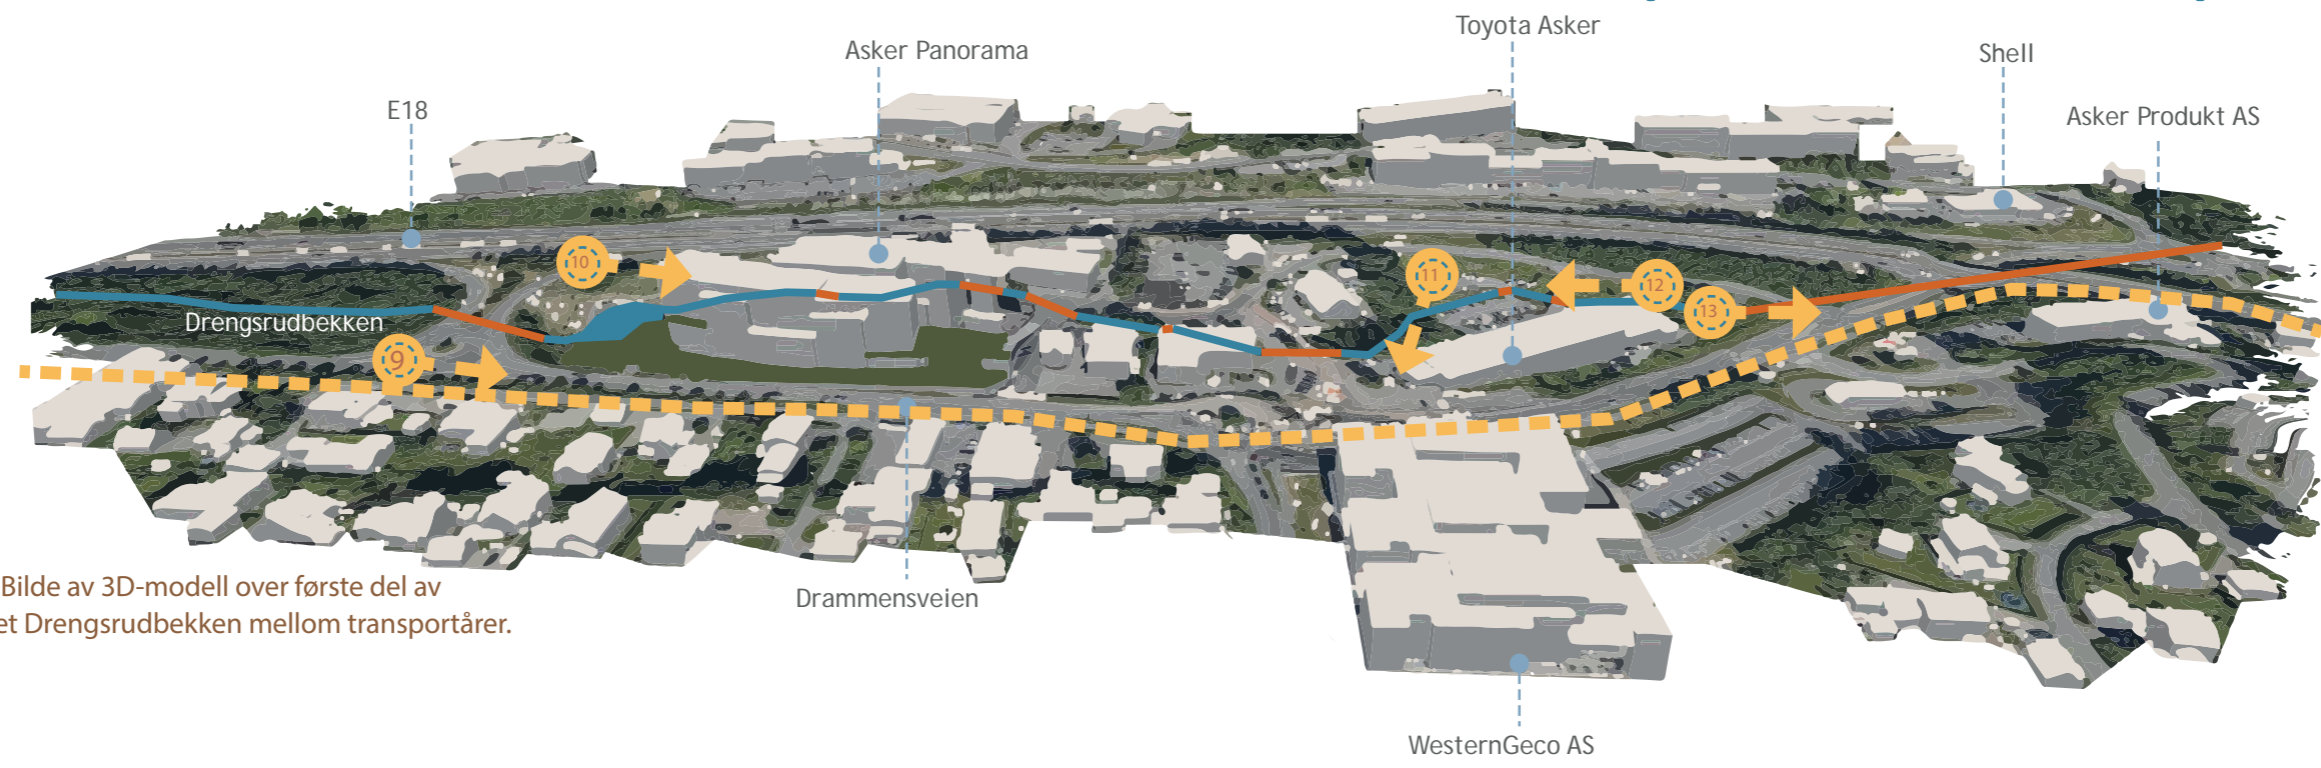 Toyota Asker
Asker Panorama
Shell
E18
Asker Produkt AS
10
11
12
13
Drengsrudbekken
9
Bilde av 3D-modell over første del av
et Drengsrudbekken mellom transportårer.
Drammensveien
WesternGeco AS